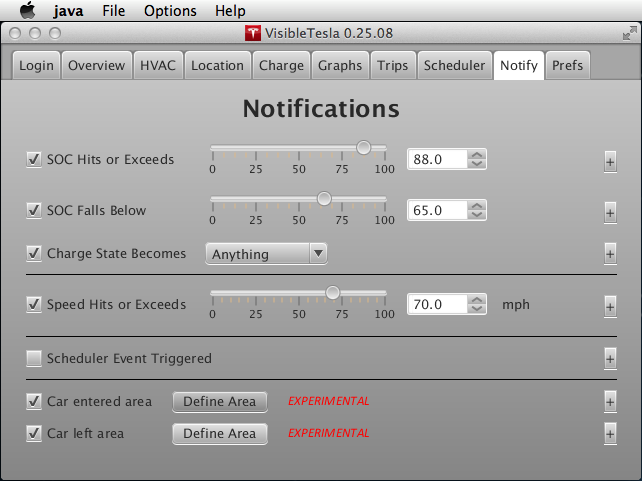 java File Options Help
VisibleTesla 0.25.08
Login Overview HVAC Location Charge Graphs Trips Scheduler Notify Prefs
Notifications
SOC Hits or Exceeds 88.0 +
0 25 50 75 100
SOC Falls Below 65.0 +
0 25 50 75 100
Charge State Becomes Anything +
Speed Hits or Exceeds 70.0 mph +
0 25 50 75 100
Scheduler Event Triggered +
Car entered area Define Area EXPERIMENTAL +
Car left area Define Area EXPERIMENTAL +